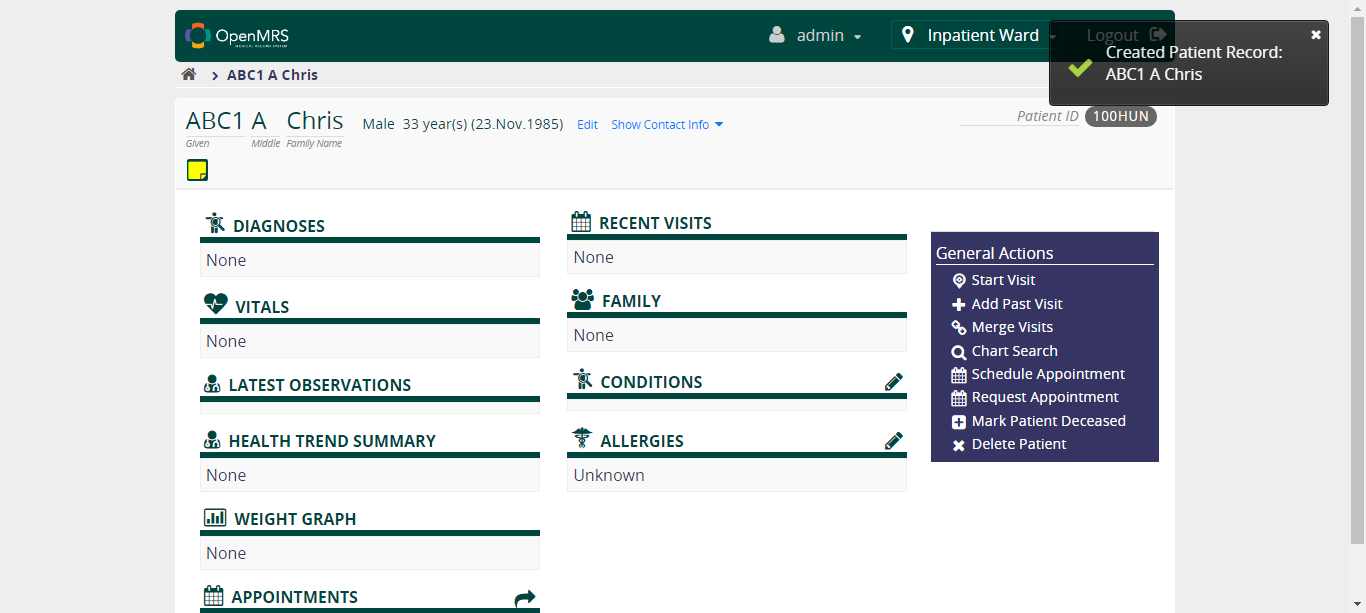 OpenMRS
admin
Inpatient Ward
Logout
Created Patient Record:
ABC1 A Chris
ABC1 A Chris
ABC1 A Chris
Male 33 year(s) (23.Nov.1985) Edit Show Contact Info
Patient ID 100HUN
Given Middle Family Name
DIAGNOSES
None
VITALS
None
LATEST OBSERVATIONS
HEALTH TREND SUMMARY
None
WEIGHT GRAPH
None
APPOINTMENTS
RECENT VISITS
None
FAMILY
None
CONDITIONS
ALLERGIES
Unknown
General Actions
Start Visit
Add Past Visit
Merge Visits
Chart Search
Schedule Appointment
Request Appointment
Mark Patient Deceased
Delete Patient